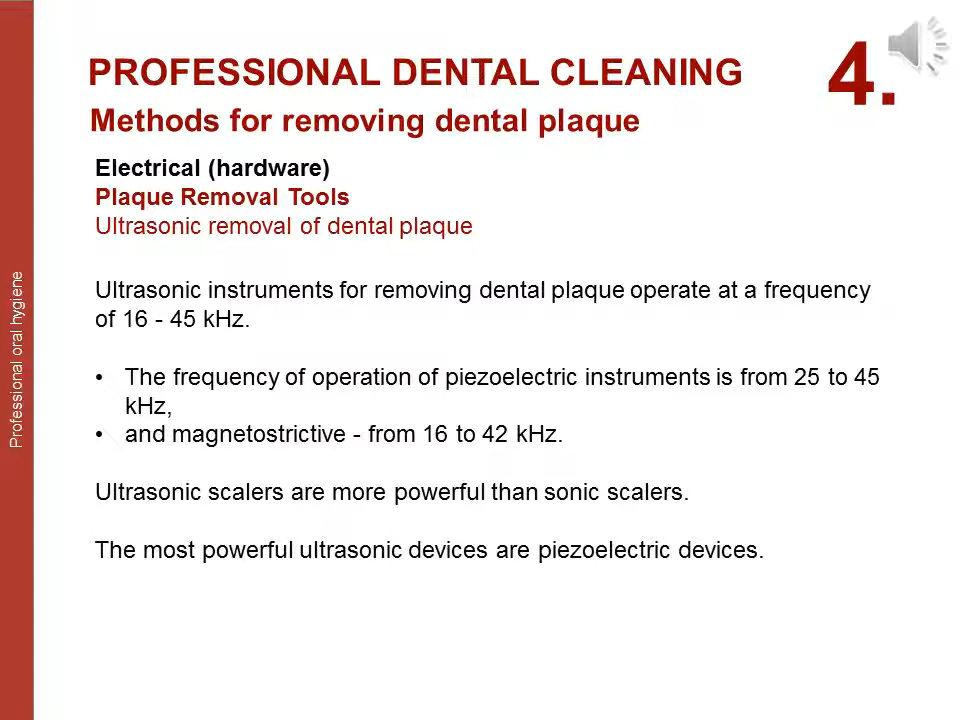 PROFESSIONAL DENTAL CLEANING
4.
Methods for removing dental plaque
Electrical (hardware)
Plaque Removal Tools
Ultrasonic removal of dental plaque
Ultrasonic instruments for removing dental plaque operate at a frequency
of 16 - 45 kHz.
• The frequency of operation of piezoelectric instruments is from 25 to 45
kHz,
• and magnetostrictive - from 16 to 42 kHz.
Ultrasonic scalers are more powerful than sonic scalers.
The most powerful ultrasonic devices are piezoelectric devices.
Professional oral hygiene